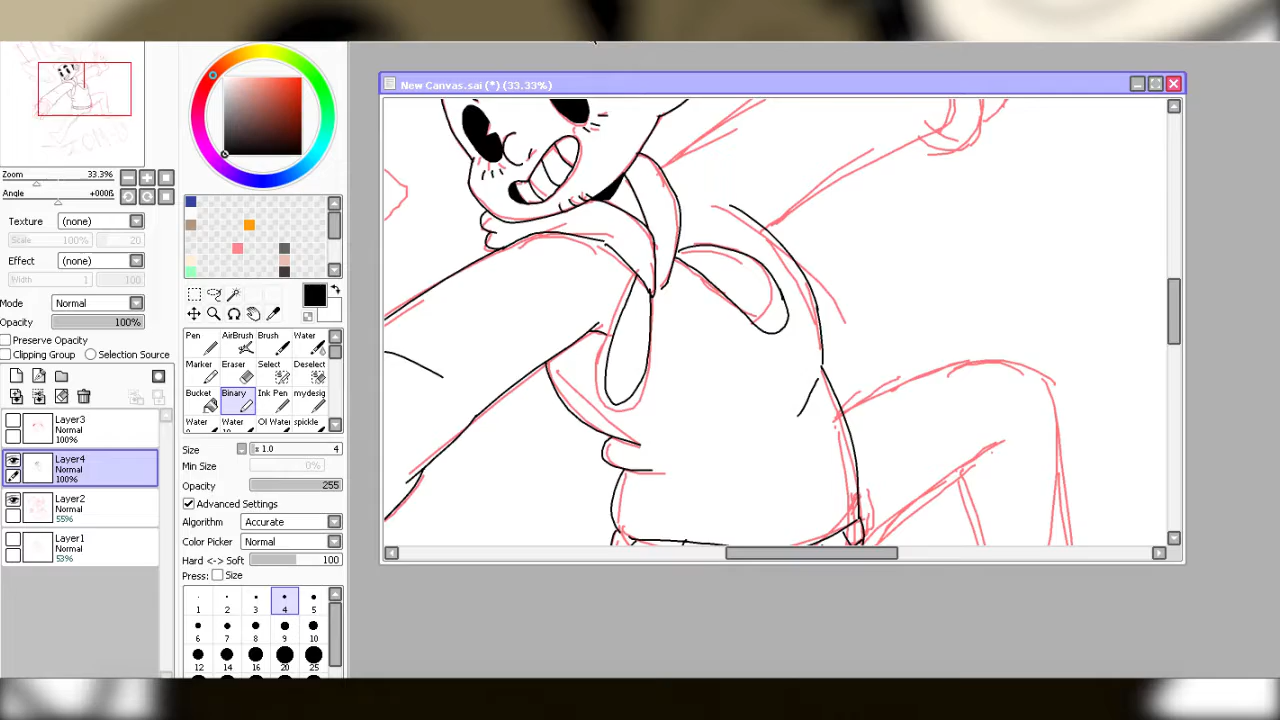 New Canvas.sai (*) (33.33%)
Zoom 33.3%
Angle +000ß
Texture (none)
Scale 100% 20
Effect (none)
Width 1 100
Mode Normal
Opacity 100%
Preserve Opacity
Clipping Group Selection Source
Layer3
Normal
100%
Layer4
Normal
100%
Layer2
Normal
55%
Layer1
Normal
53%
Pen AirBrush Brush Water
Marker Eraser Select Deselect
Bucket Binary Ink Pen mydesig
Water Water Ol Water spickle
Size x 1.0 4
Min Size 0%
Opacity 255
Advanced Settings
Algorithm Accurate
Color Picker Normal
Hard <-> Soft 100
Press: Size
1 2 3 4 5
6 7 8 9 10
12 14 16 20 25